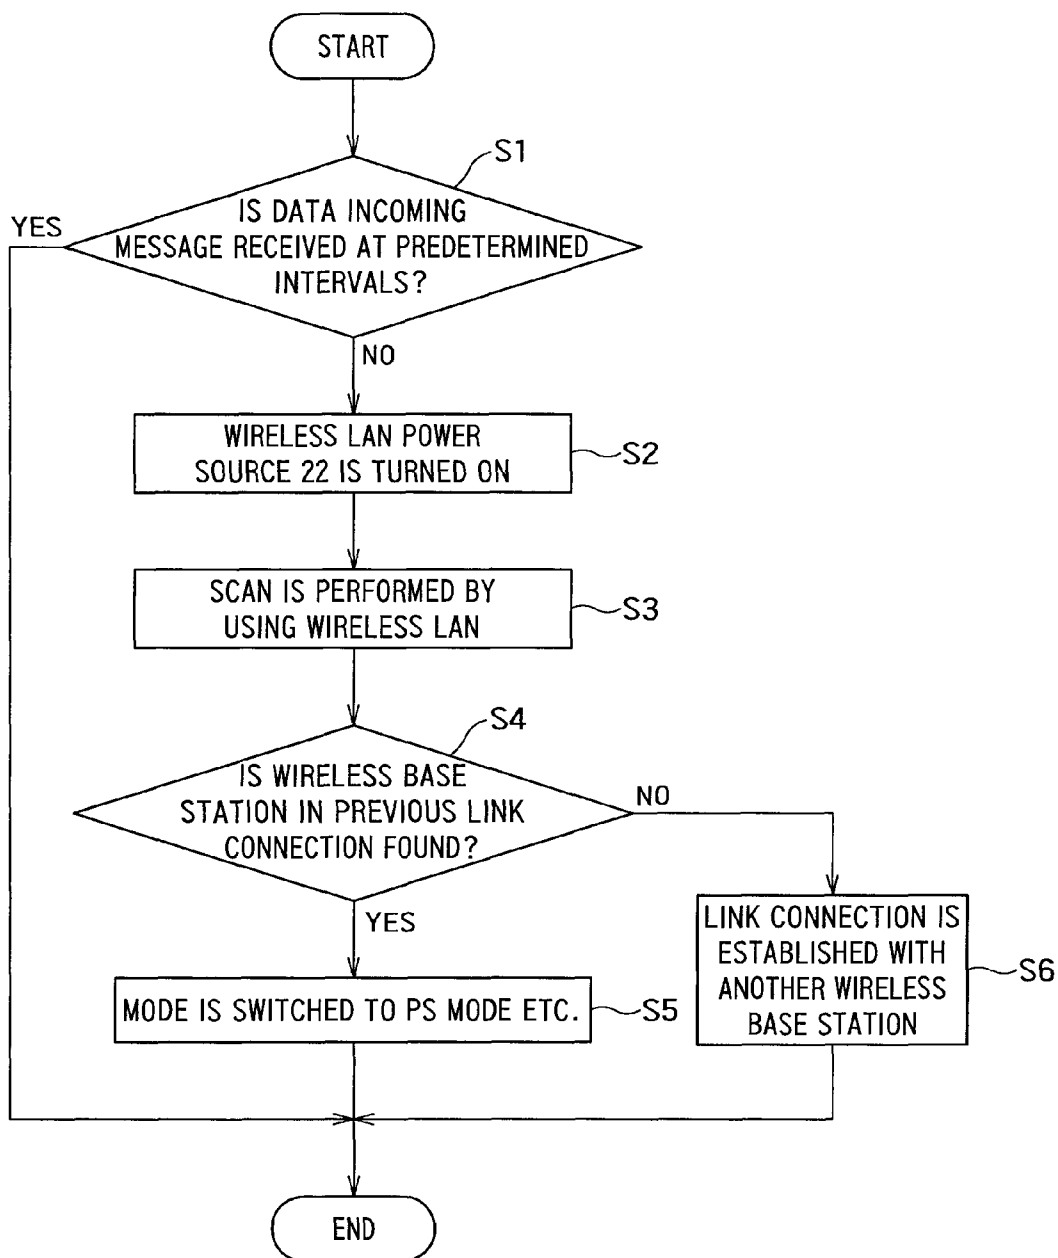 START
S1
IS DATA INCOMING
YES
MESSAGE RECEIVED AT PREDETERMINED
INTERVALS?
NO
WIRELESS LAN POWER
SOURCE 22 IS TURNED ON
S2
SCAN IS PERFORMED BY
USING WIRELESS LAN
S3
S4
IS WIRELESS BASE
STATION IN PREVIOUS LINK
CONNECTION FOUND?
NO
YES
LINK CONNECTION IS
ESTABLISHED WITH
ANOTHER WIRELESS
BASE STATION
S6
MODE IS SWITCHED TO PS MODE ETC.
S5
END